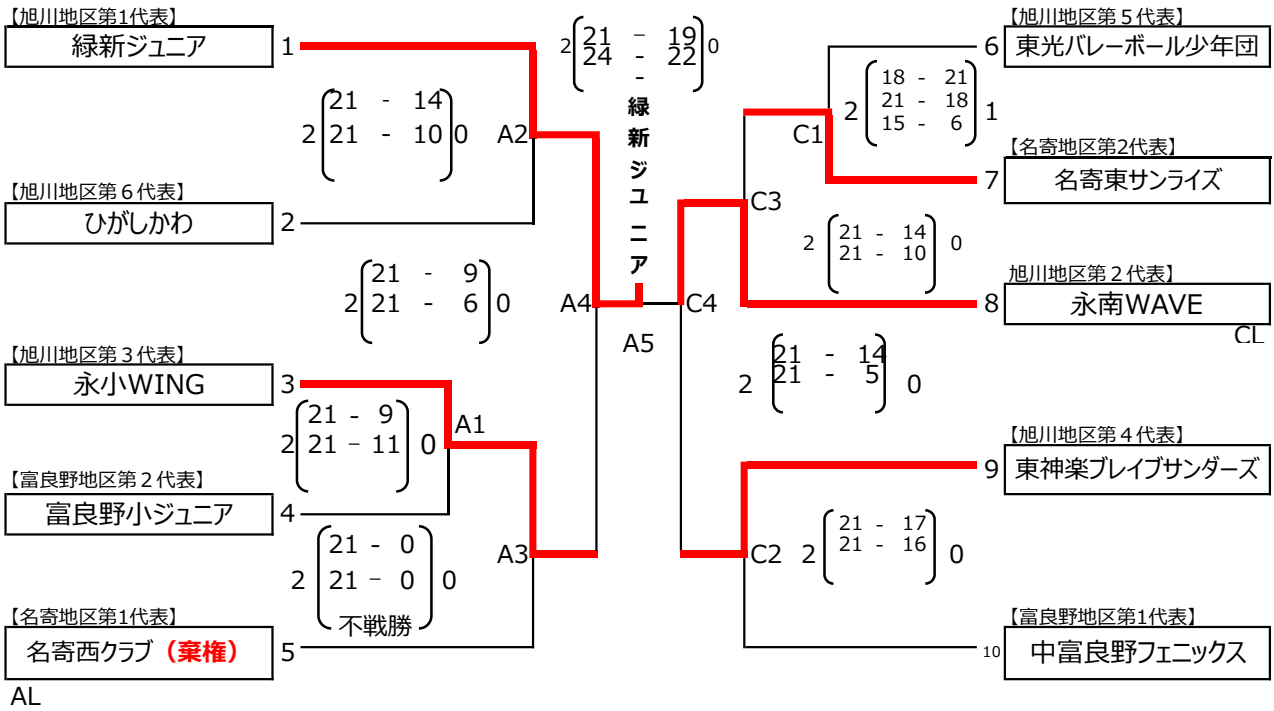 【旭川地区第1代表】
緑新ジュニア 1
21 - 14
2 21 - 10 0
A2
【旭川地区第６代表】
ひがしかわ 2
21 - 9
2 21 - 6 0
A4
【旭川地区第３代表】
永小WING 3
21 - 9
2 21 - 11 0
A1
【富良野地区第２代表】
富良野小ジュニア 4
21 - 0
2 21 - 0 0
不戦勝
A3
【名寄地区第1代表】
名寄西クラブ（棄権） 5
AL
21 - 19
2 24 - 22 0
-
緑新ジュニア
A5
【旭川地区第５代表】
6 東光バレーボール少年団
18 - 21
2 21 - 18 1
15 - 6
C1
【名寄地区第2代表】
7 名寄東サンライズ
C3
2 21 - 14 0
21 - 10
旭川地区第２代表】
8 永南WAVE
CL
C4
21 - 14
2 21 - 5 0
【旭川地区第４代表】
9 東神楽ブレイブサンダーズ
21 - 17
C2 2 21 - 16 0
【富良野地区第1代表】
10 中富良野フェニックス